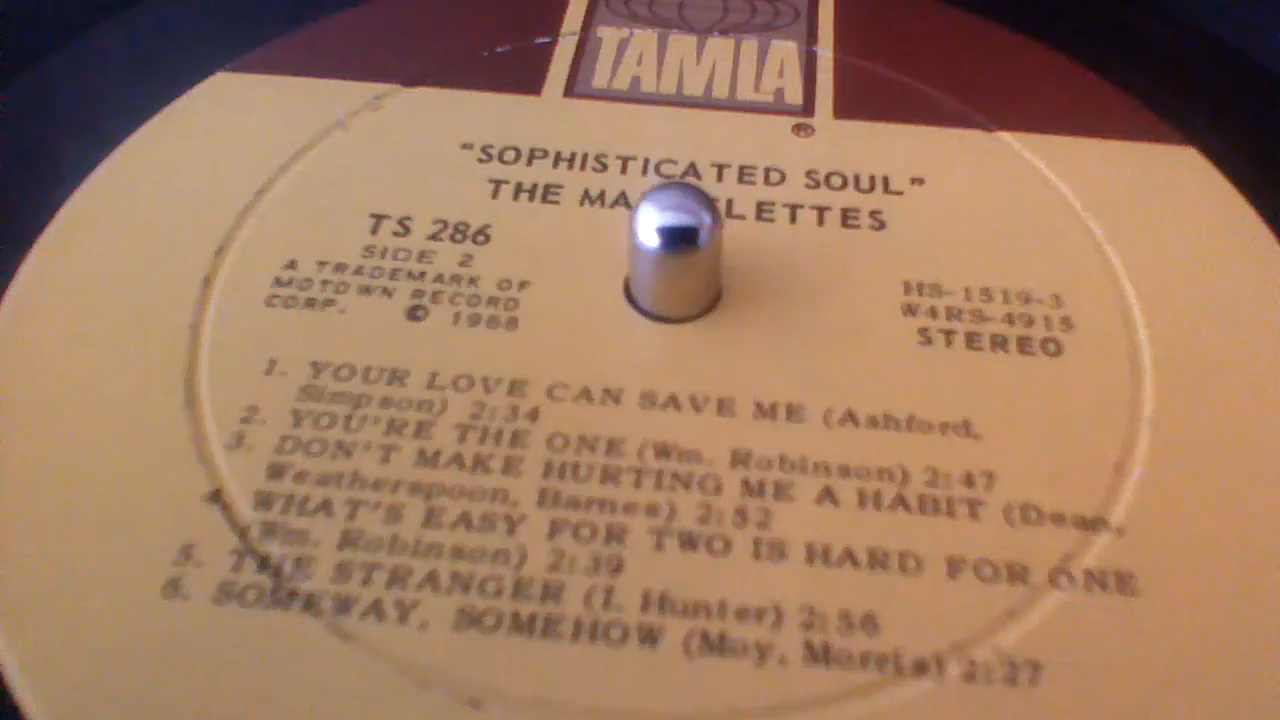 TAMLA
®
"SOPHISTICATED SOUL"
THE MA LETTES
TS 286
SIDE 2
A TRADEMARK OF
MOTOWN RECORD
CORP. © 1968
HS-1519-3
W4RS-4915
STEREO
1. YOUR LOVE CAN SAVE ME (Ashford,
Simpson) 2:34
2. YOU'RE THE ONE (Wm. Robinson) 2:47
3. DON'T MAKE HURTING ME A HABIT (Dean,
Weatherspoon, Barnes) 2:52
4. WHAT'S EASY FOR TWO IS HARD FOR ONE
(Wm. Robinson) 2:39
5. THE STRANGER (I. Hunter) 2:56
6. SOMEWAY, SOMEHOW (Moy, Morris) 2:27